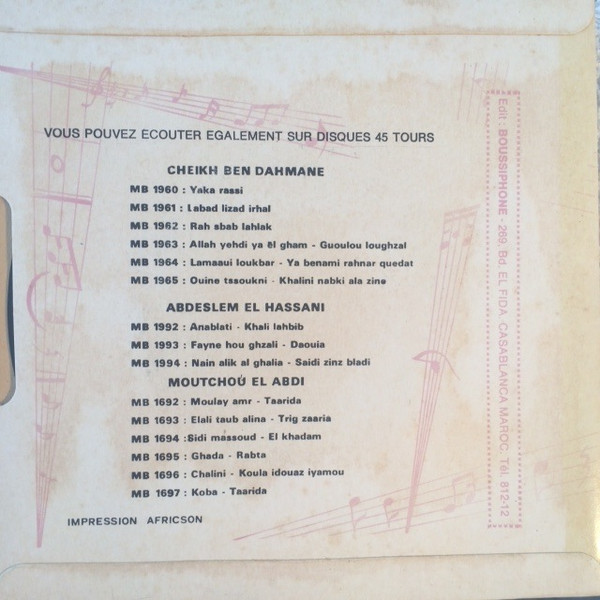 VOUS POUVEZ ECOUTER EGALEMENT SUR DISQUES 45 TOURS
CHEIKH BEN DAHMANE
MB 1960 : Yaka rassi
MB 1961 : Labad lizad irhal
MB 1962 : Rah abab lahlak
MB 1963 : Allah yehdi ya ël gham - Guoulou loughzal
MB 1964 : Lamaaui loukbar - Ya benami rahnar quedat
MB 1965 : Ouine tssoukni - Khalini nabki ala zine
ABDESLEM EL HASSANI
MB 1992 : Anablati - Khali lahbib
MB 1993 : Fayne hou ghzali - Daouia
MB 1994 : Nain alik al ghalia - Saidi zinz bladi
MOUTCHOÙ EL ABDI
MB 1692 : Moulay amr - Taarida
MB 1693 : Elali taub alina - Trig zaaria
MB 1694 :Sidi massoud - El khadam
MB 1695 : Ghada - Rabta
MB 1696 : Chalini - Koula idouaz iyamou
MB 1697 : Koba - Taarida
IMPRESSION AFRICSON
Edit : BOUSSIPHONE - 269, Bd. EL FIDA CASABLANCA MAROC. Tél. 812-12